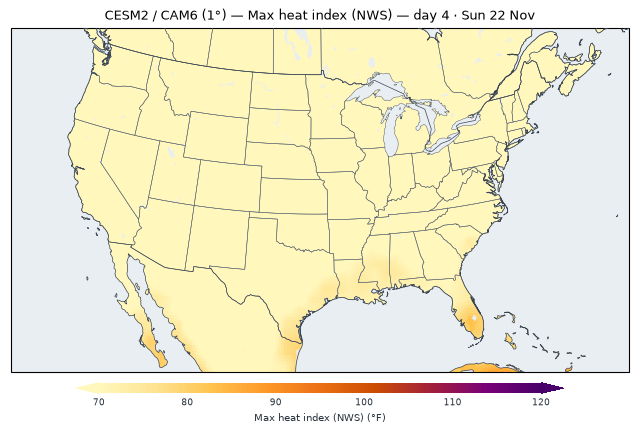 CESM2 / CAM6 (1°) — Max heat index (NWS) — day 4 · Sun 22 Nov
70 80 90 100 110 120
Max heat index (NWS) (°F)